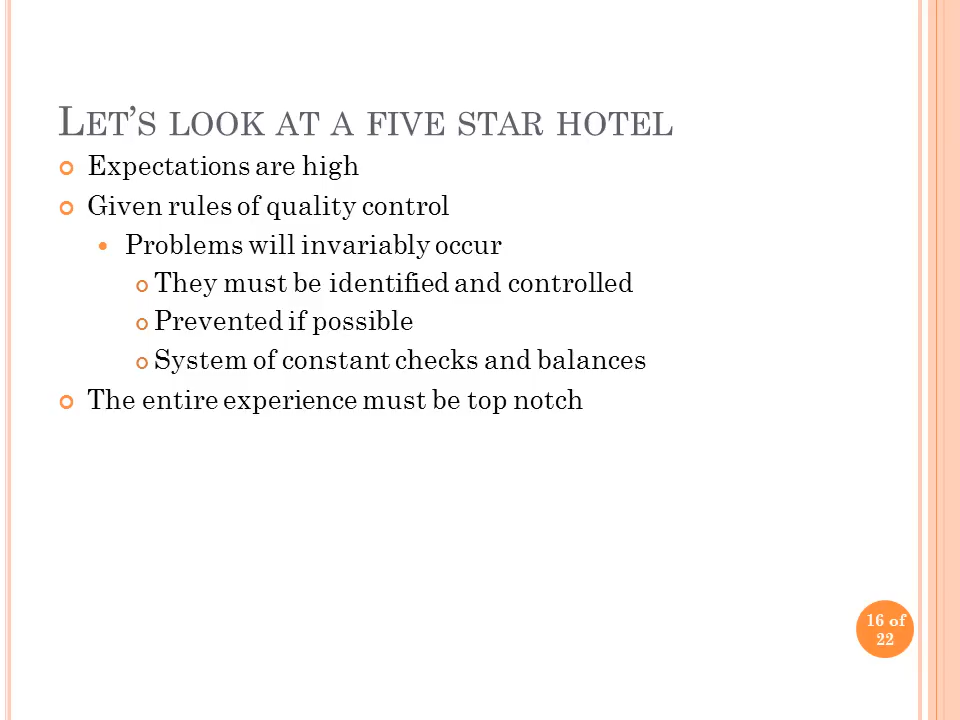 Let's look at a five star hotel
Expectations are high
Given rules of quality control
Problems will invariably occur
They must be identified and controlled
Prevented if possible
System of constant checks and balances
The entire experience must be top notch
16 of
22